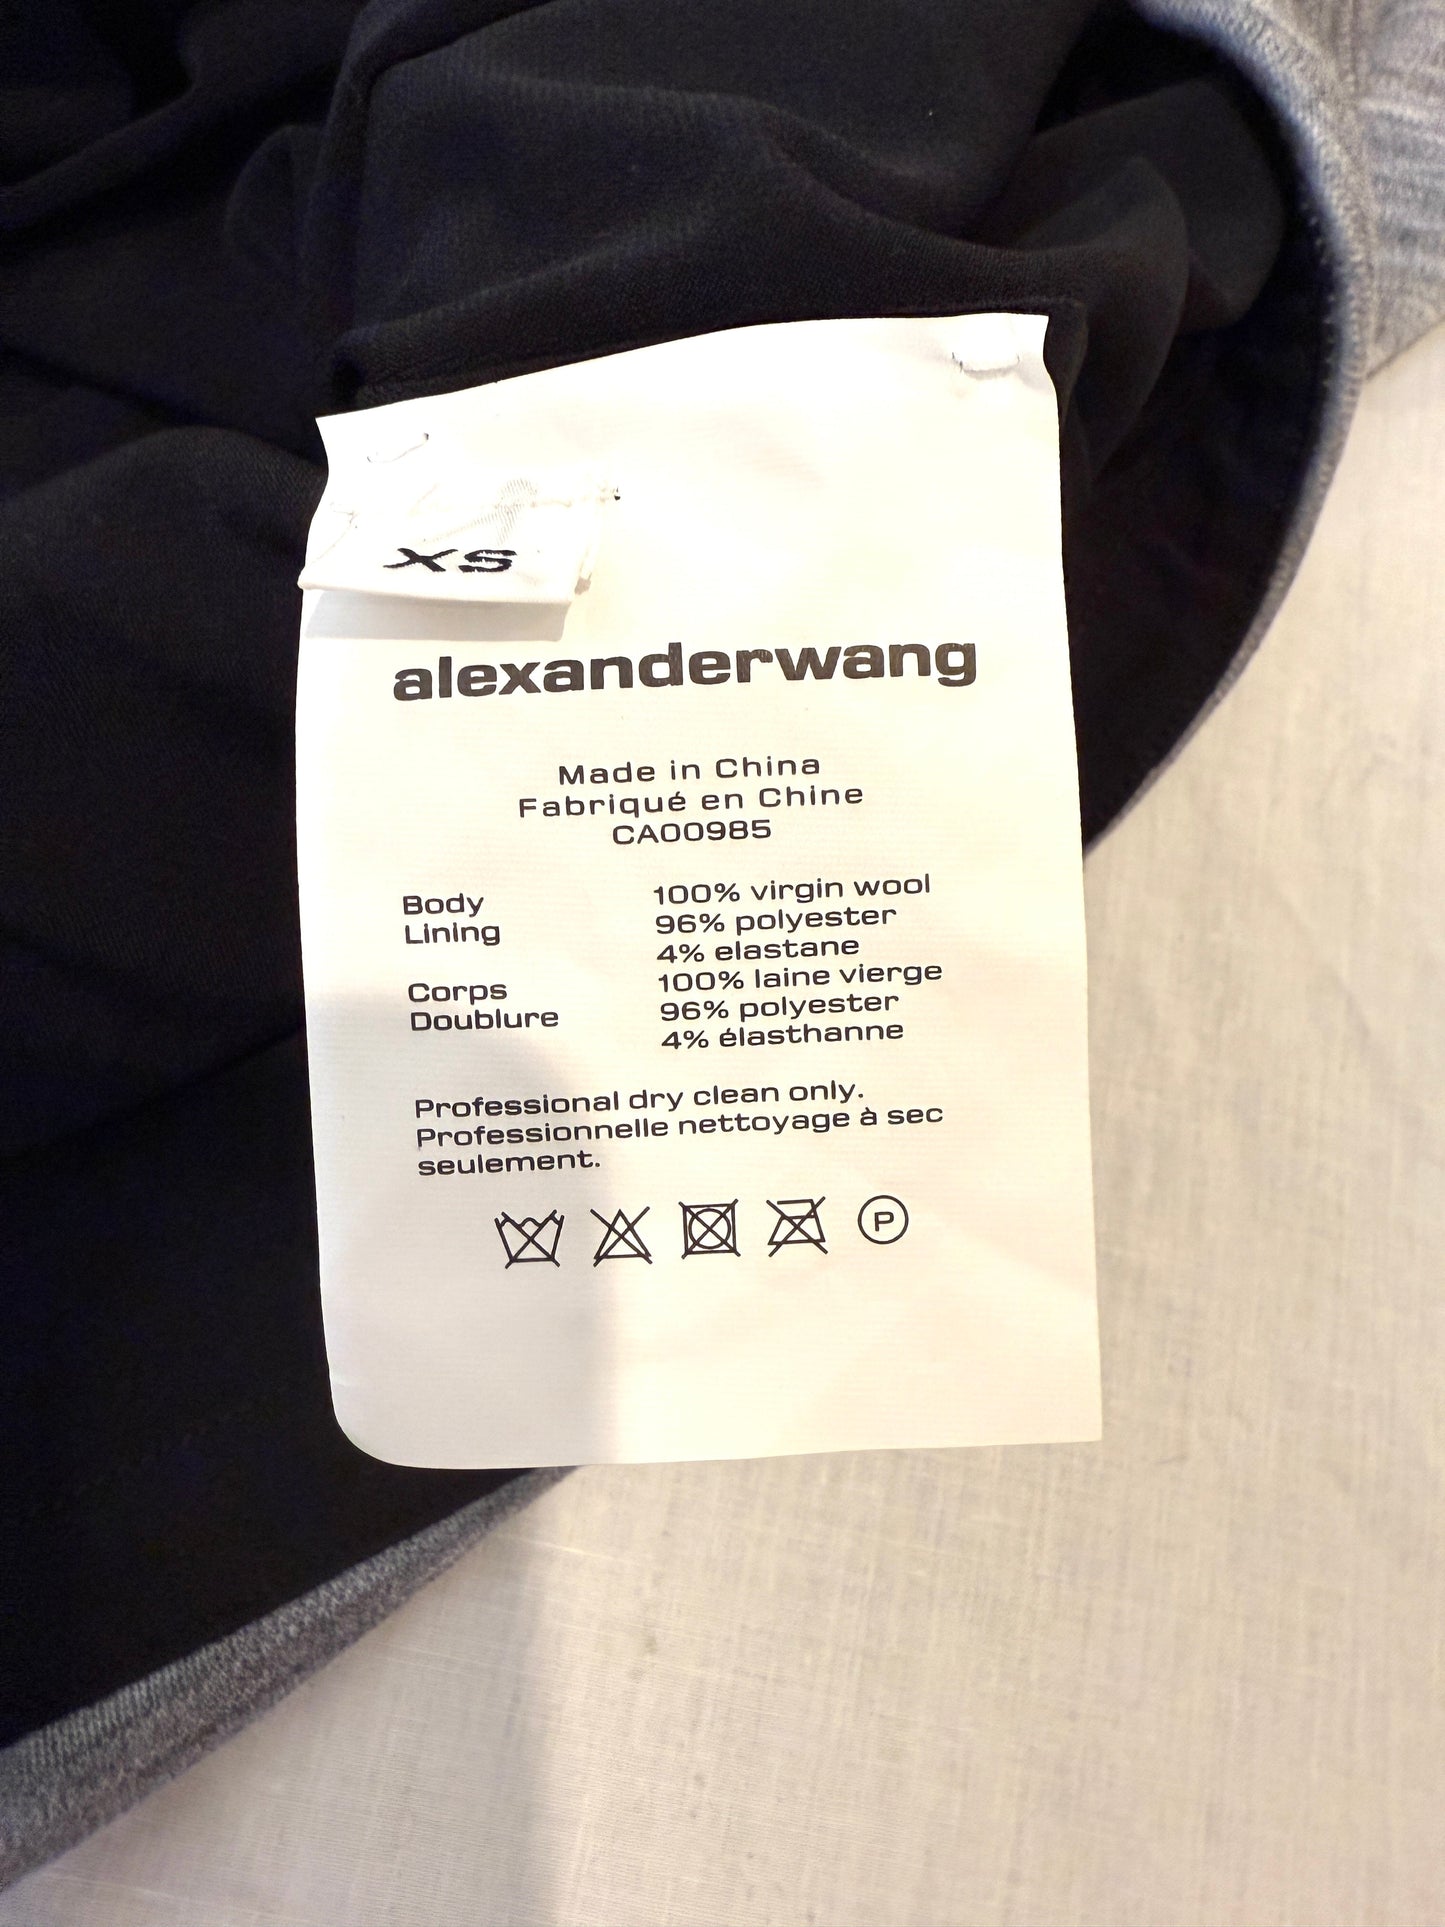 XS
alexanderwang
Made in China
Fabriqué en Chine
CA00985
Body 100% virgin wool
Lining 96% polyester
4% elastane
Corps 100% laine vierge
Doublure 96% polyester
4% élasthanne
Professional dry clean only.
Professionnelle nettoyage à sec
seulement.
P